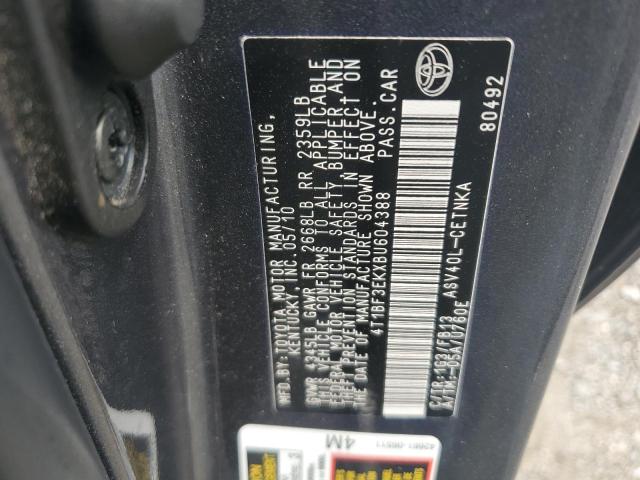 MFD.BY:TOYOTA MOTOR MANUFACTURING,
KENTUCKY INC. 05/10
GVWR 4345LB GAWR FR 2668LB RR 2359LB
THIS VEHICLE CONFORMS TO ALL APPLICABLE
FEDERAL MOTOR VEHICLE SAFETY BUMPER, AND
THEFT PREVENTION STANDARDS IN EFFECT ON
THE DATE OF MANUFACTURE SHOWN ABOVE.
4T1BF3EKXBU604388 PASS.CAR
C/TR:1G3/FB13 ASV40L-CETNKA
A/TM:-05A/U760E
80492
4M